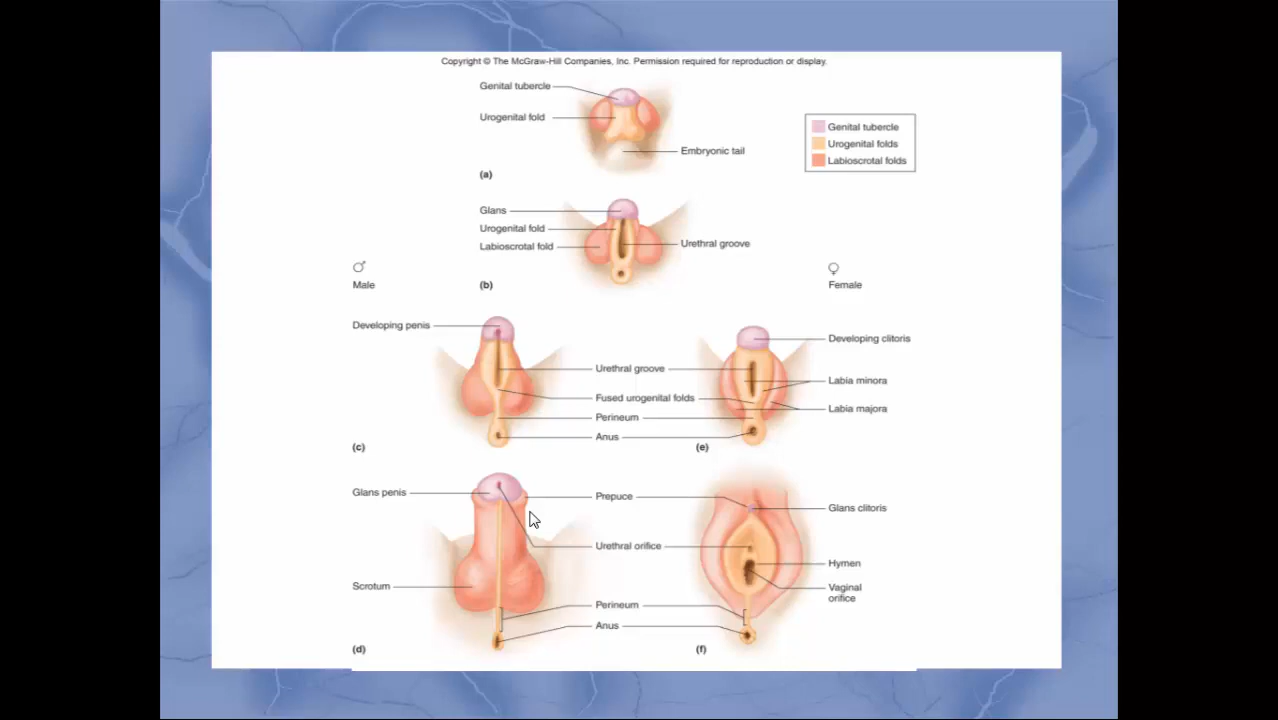 Copyright © The McGraw-Hill Companies, Inc. Permission required for reproduction or display.
Genital tubercle
Urogenital fold
Embryonic tail
(a)
Genital tubercle
Urogenital folds
Labioscrotal folds
Glans
Urogenital fold
Labioscrotal fold
Urethral groove
(b)
♂
Male
♀
Female
Developing penis
Urethral groove
Fused urogenital folds
Perineum
Anus
(c)
Developing clitoris
Labia minora
Labia majora
(e)
Glans penis
Prepuce
Urethral orifice
Scrotum
Perineum
Anus
(d)
Glans clitoris
Hymen
Vaginal
orifice
(f)